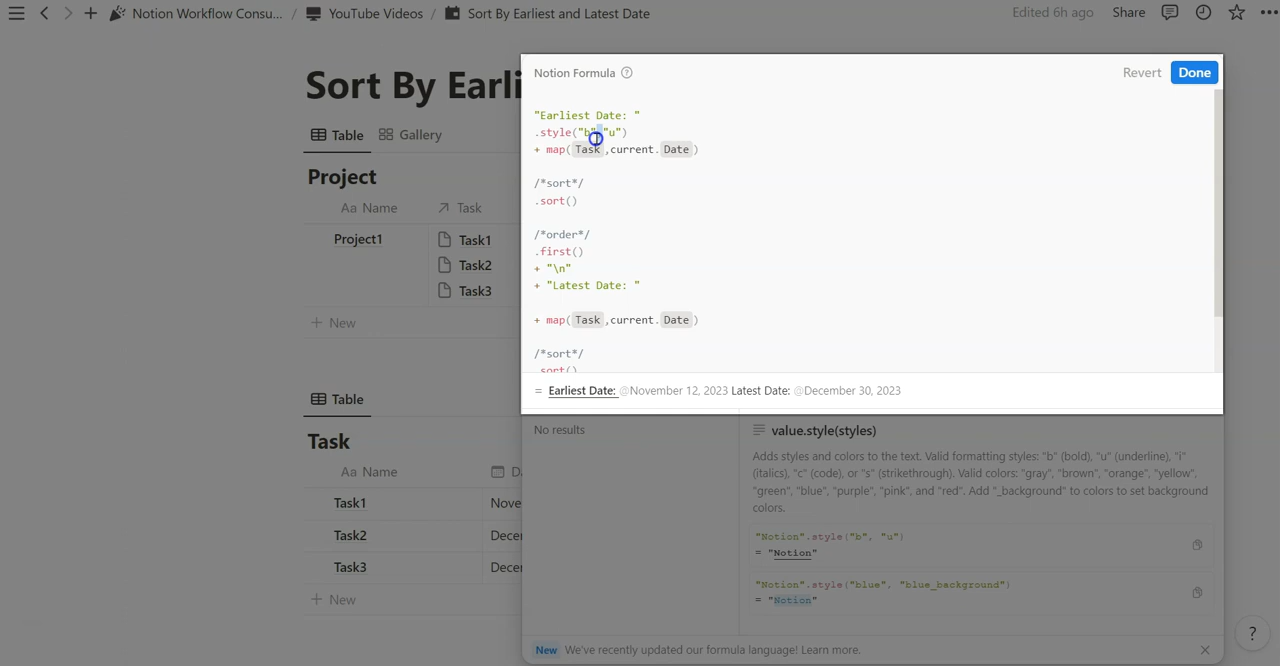 Notion Workflow Consu... / YouTube Videos / Sort By Earliest and Latest Date
Edited 6h ago Share
Sort By Earli
Table Gallery
Project
Aa Name Task
Project1 Task1
Task2
Task3
+ New
Table
Task
Aa Name D
Task1 Nove
Task2 Decem
Task3 Decem
+ New
Notion Formula
Revert Done
"Earliest Date: "
.style("b", "u")
+ map( Task ,current. Date )
/*sort*/
.sort()
/*order*/
.first()
+ "\n"
+ "Latest Date: "
+ map( Task ,current. Date )
/*sort*/
.sort()
= Earliest Date: @November 12, 2023 Latest Date: @December 30, 2023
No results
value.style(styles)
Adds styles and colors to the text. Valid formatting styles: "b" (bold), "u" (underline), "i"
(italics), "c" (code), or "s" (strikethrough). Valid colors: "gray", "brown", "orange", "yellow",
"green", "blue", "purple", "pink", and "red". Add "_background" to colors to set background
colors.
"Notion".style("b", "u")
= "Notion"
"Notion".style("blue", "blue_background")
= "Notion"
New We've recently updated our formula language! Learn more.
?